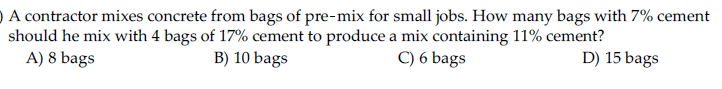 ) A contractor mixes concrete from bags of pre-mix for small jobs. How many bags with 7% cement
should he mix with 4 bags of 17% cement to produce a mix containing 11% cement?
A) 8 bags B) 10 bags C) 6 bags D) 15 bags